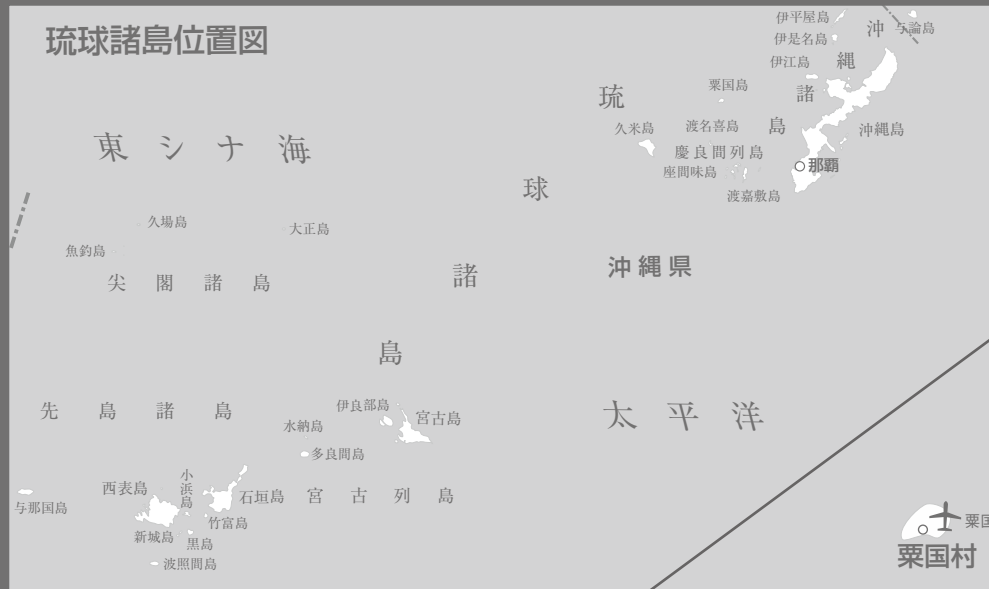 琉球諸島位置図
伊平屋島
沖縄諸島
与論島
伊是名島
伊江島
粟国島
琉球諸島
久米島
渡名喜島
沖縄島
慶良間列島
座間味島
那覇
渡嘉敷島
東シナ海
久場島
大正島
魚釣島
尖閣諸島
沖縄県
先島諸島
伊良部島
宮古島
水納島
太平洋
多良間島
小浜島
西表島
石垣島
宮古列島
与那国島
竹富島
新城島
黒島
波照間島
粟国
粟国村